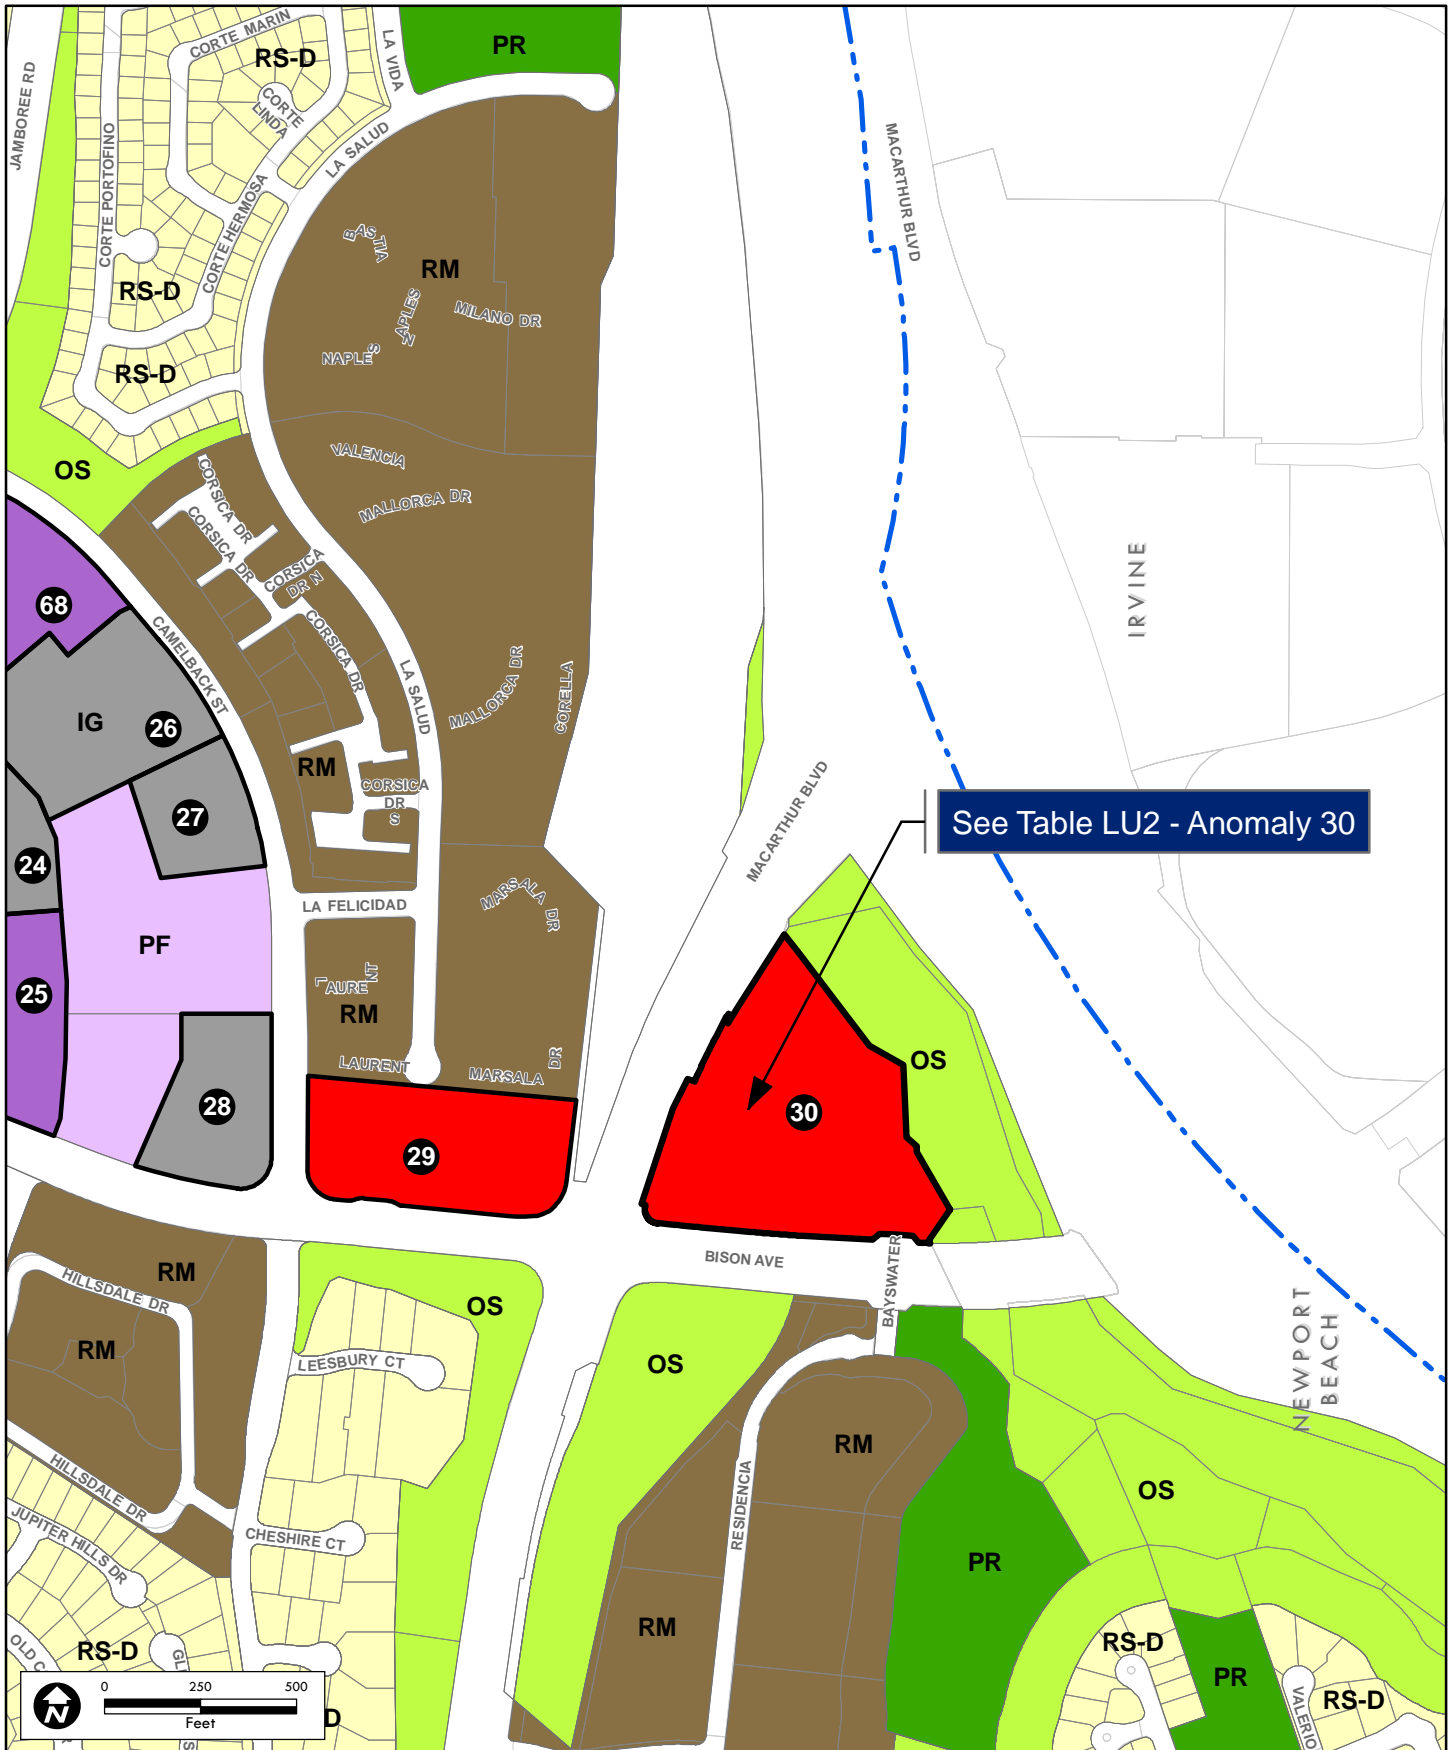 CORTE MARIN
RS-D
LA VIDA
PR
JAMBOREE RD
CORTE
LINDA
CORTE PORTOFINO
LA SALUD
MACARTHUR BLVD
CORTE HERMOSA
BASTIA
RM
RS-D
NAPLES
MILANO DR
NAPLES
RS-D
VALENCIA
OS
CORSICA DR
MALLORCA DR
CORSICA DR
CORSICA
DR N
IRVINE
68
CAMELBACK ST
CORSICA DR
LA SALUD
MALLORCA DR
CORELLA
IG
26
RM
CORSICA
DR
S
MACARTHUR BLVD
27
See Table LU2 - Anomaly 30
24
MARSALA
DR
LA FELICIDAD
PF
25
LAURENT
RM
LAURENT
MARSALA
DR
OS
28
30
29
BISON AVE
BAYSWATER
RM
HILLSDALE DR
OS
NEWPORT
BEACH
RM
LEESBURY CT
OS
RM
HILLSDALE DR
RESIDENCIA
OS
JUPITER HILLS DR
CHESHIRE CT
PR
RM
RS-D
RS-D
OLD C
GL
PR
VALERIO
RS-D
0 250 500
Feet
N
D
S